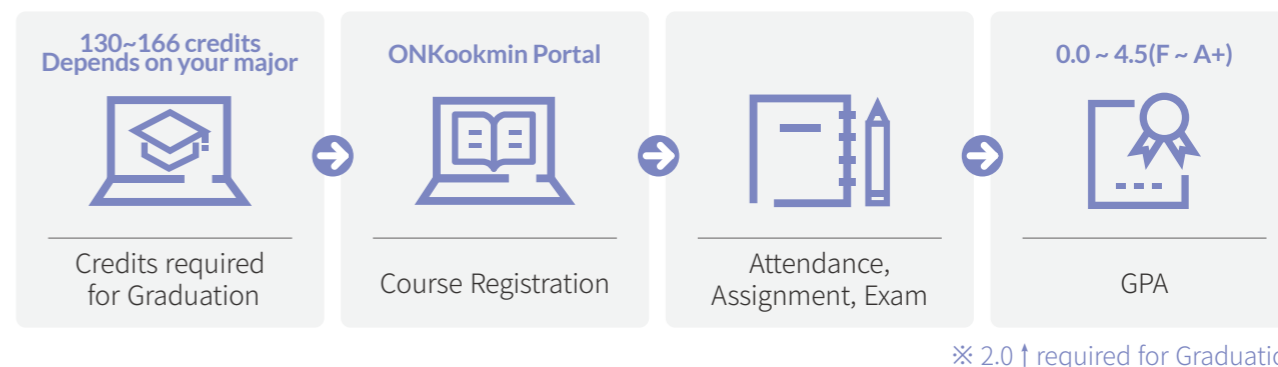 130~166 credits
Depends on your major
Credits required
for Graduation
ONKookmin Portal
Course Registration
Attendance,
Assignment, Exam
0.0 ~ 4.5(F ~ A+)
GPA
※ 2.0 ↑ required for Graduatio